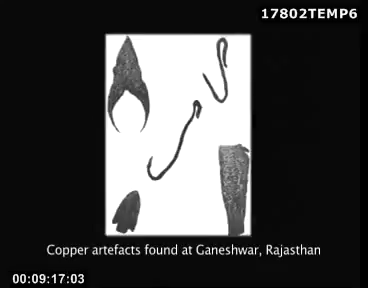 17802TEMP6
Copper artefacts found at Ganeshwar, Rajasthan
00:09:17:03